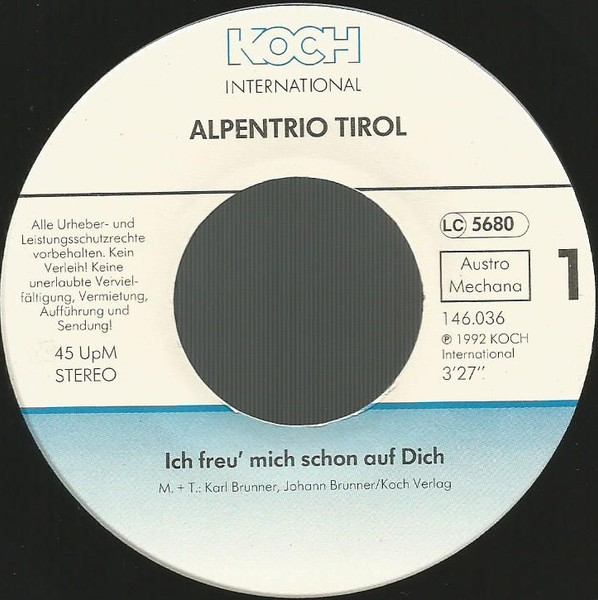 KOCH
INTERNATIONAL
ALPENTRIO TIROL
Alle Urheber- und
Leistungsschutzrechte
vorbehalten. Kein
Verleih! Keine
unerlaubte Verviel-
fältigung, Vermietung,
Aufführung und
Sendung!
45 UpM
STEREO
LC 5680
Austro
Mechana
1
146.036
℗ 1992 KOCH
International
3'27"
Ich freu' mich schon auf Dich
M. + T.: Karl Brunner, Johann Brunner/Koch Verlag